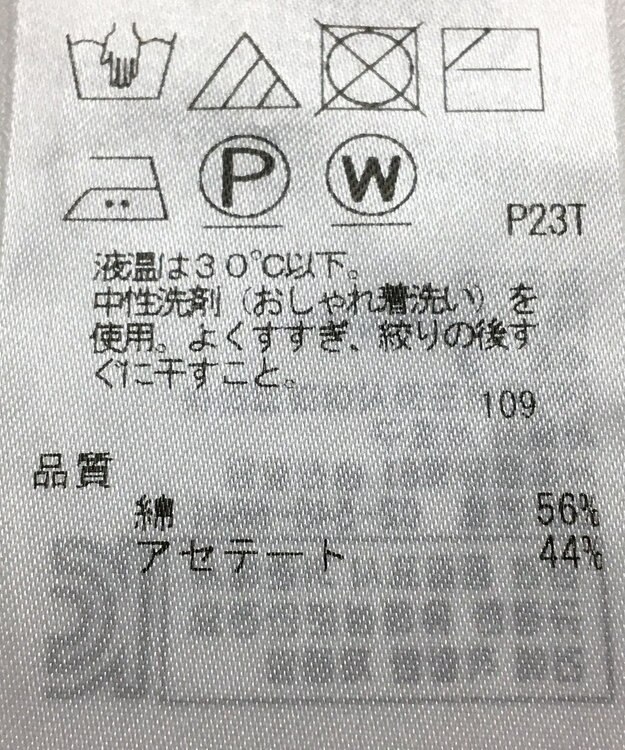 P
W
P23T
液温は30℃以下。
中性洗剤（おしゃれ着洗い）を
使用。よくすすぎ、絞りの後す
ぐに干すこと。
109
品質
綿 56%
アセテート 44%